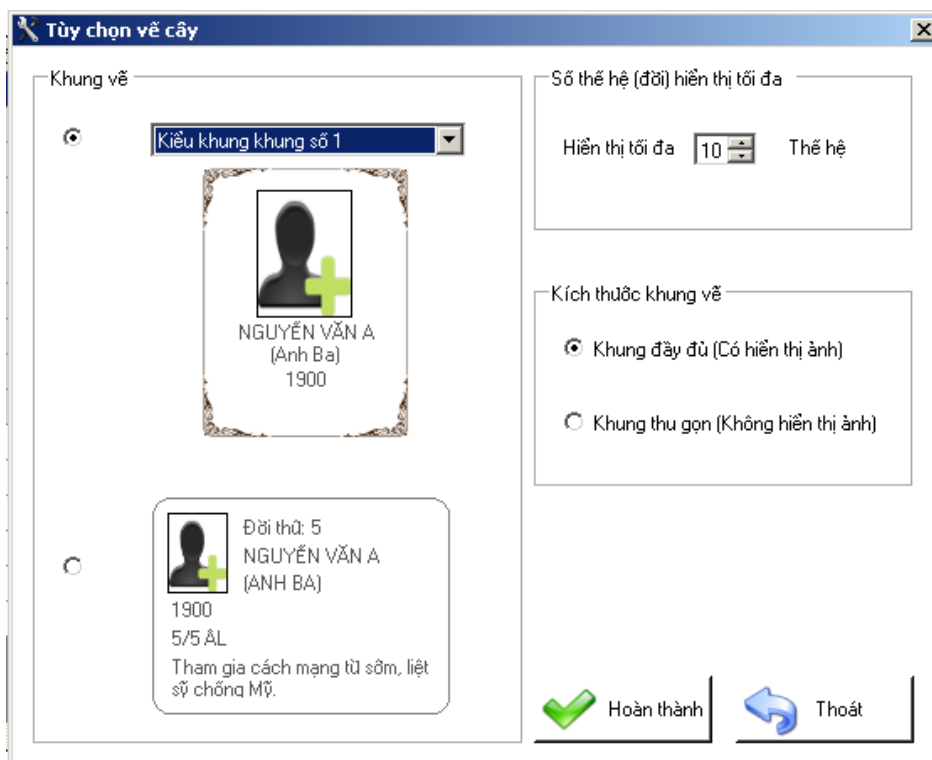 Tùy chọn vẽ cây
Khung vẽ
Kiểu khung khung số 1
NGUYỄN VĂN A
(Anh Ba)
1900
Đời thứ: 5
NGUYỄN VĂN A
(ANH BA)
1900
5/5 ÂL
Tham gia cách mạng từ sớm, liệt
sỹ chống Mỹ.
Số thế hệ (đời) hiển thị tối đa
Hiển thị tối đa 10 Thế hệ
Kích thước khung vẽ
Khung đầy đủ (Có hiển thị ảnh)
Khung thu gọn (Không hiển thị ảnh)
Hoàn thành
Thoát